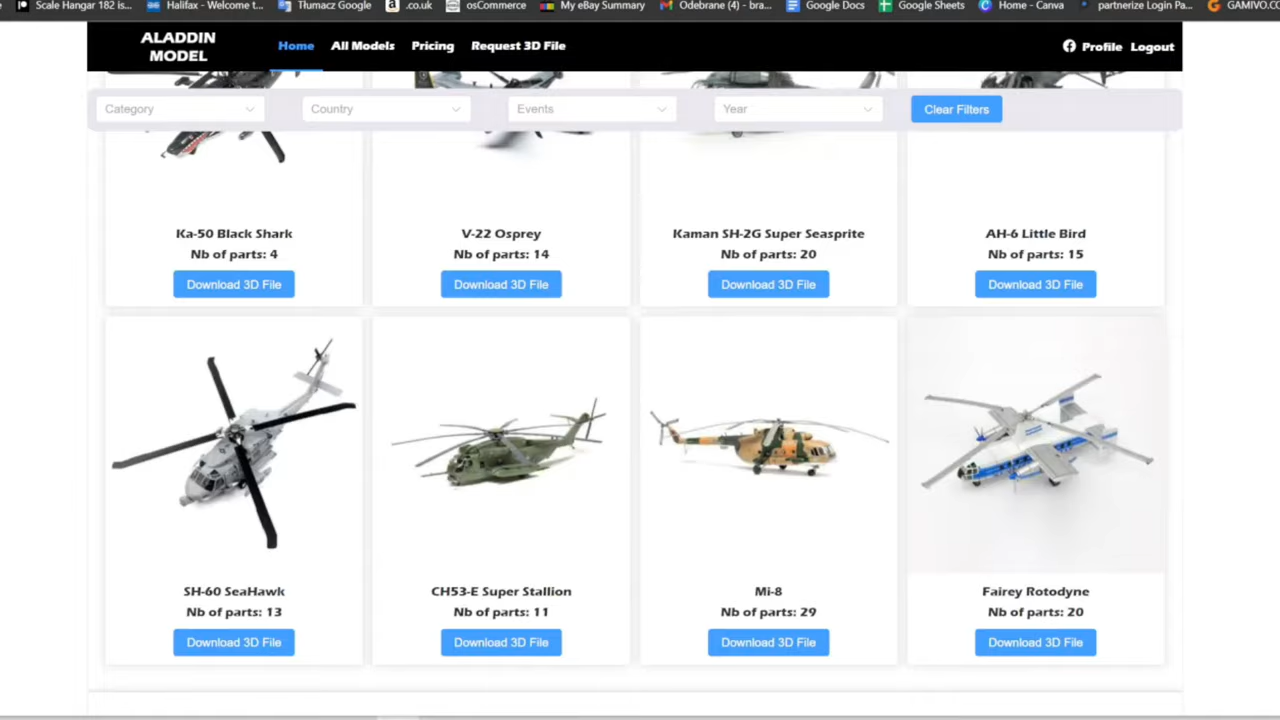 Scale Hangar 182 is...
Halifax - Welcome t...
Tłumacz Google
.co.uk
osCommerce
My eBay Summary
Odebrane (4) - bra...
Google Docs
Google Sheets
Home - Canva
partnerize Login Pa...
GAMIVO.CO
ALADDIN
MODEL
Home
All Models
Pricing
Request 3D File
Profile
Logout
Category
Country
Events
Year
Clear Filters
Ka-50 Black Shark
Nb of parts: 4
Download 3D File
V-22 Osprey
Nb of parts: 14
Download 3D File
Kaman SH-2G Super Seasprite
Nb of parts: 20
Download 3D File
AH-6 Little Bird
Nb of parts: 15
Download 3D File
SH-60 SeaHawk
Nb of parts: 13
Download 3D File
CH53-E Super Stallion
Nb of parts: 11
Download 3D File
Mi-8
Nb of parts: 29
Download 3D File
Fairey Rotodyne
Nb of parts: 20
Download 3D File